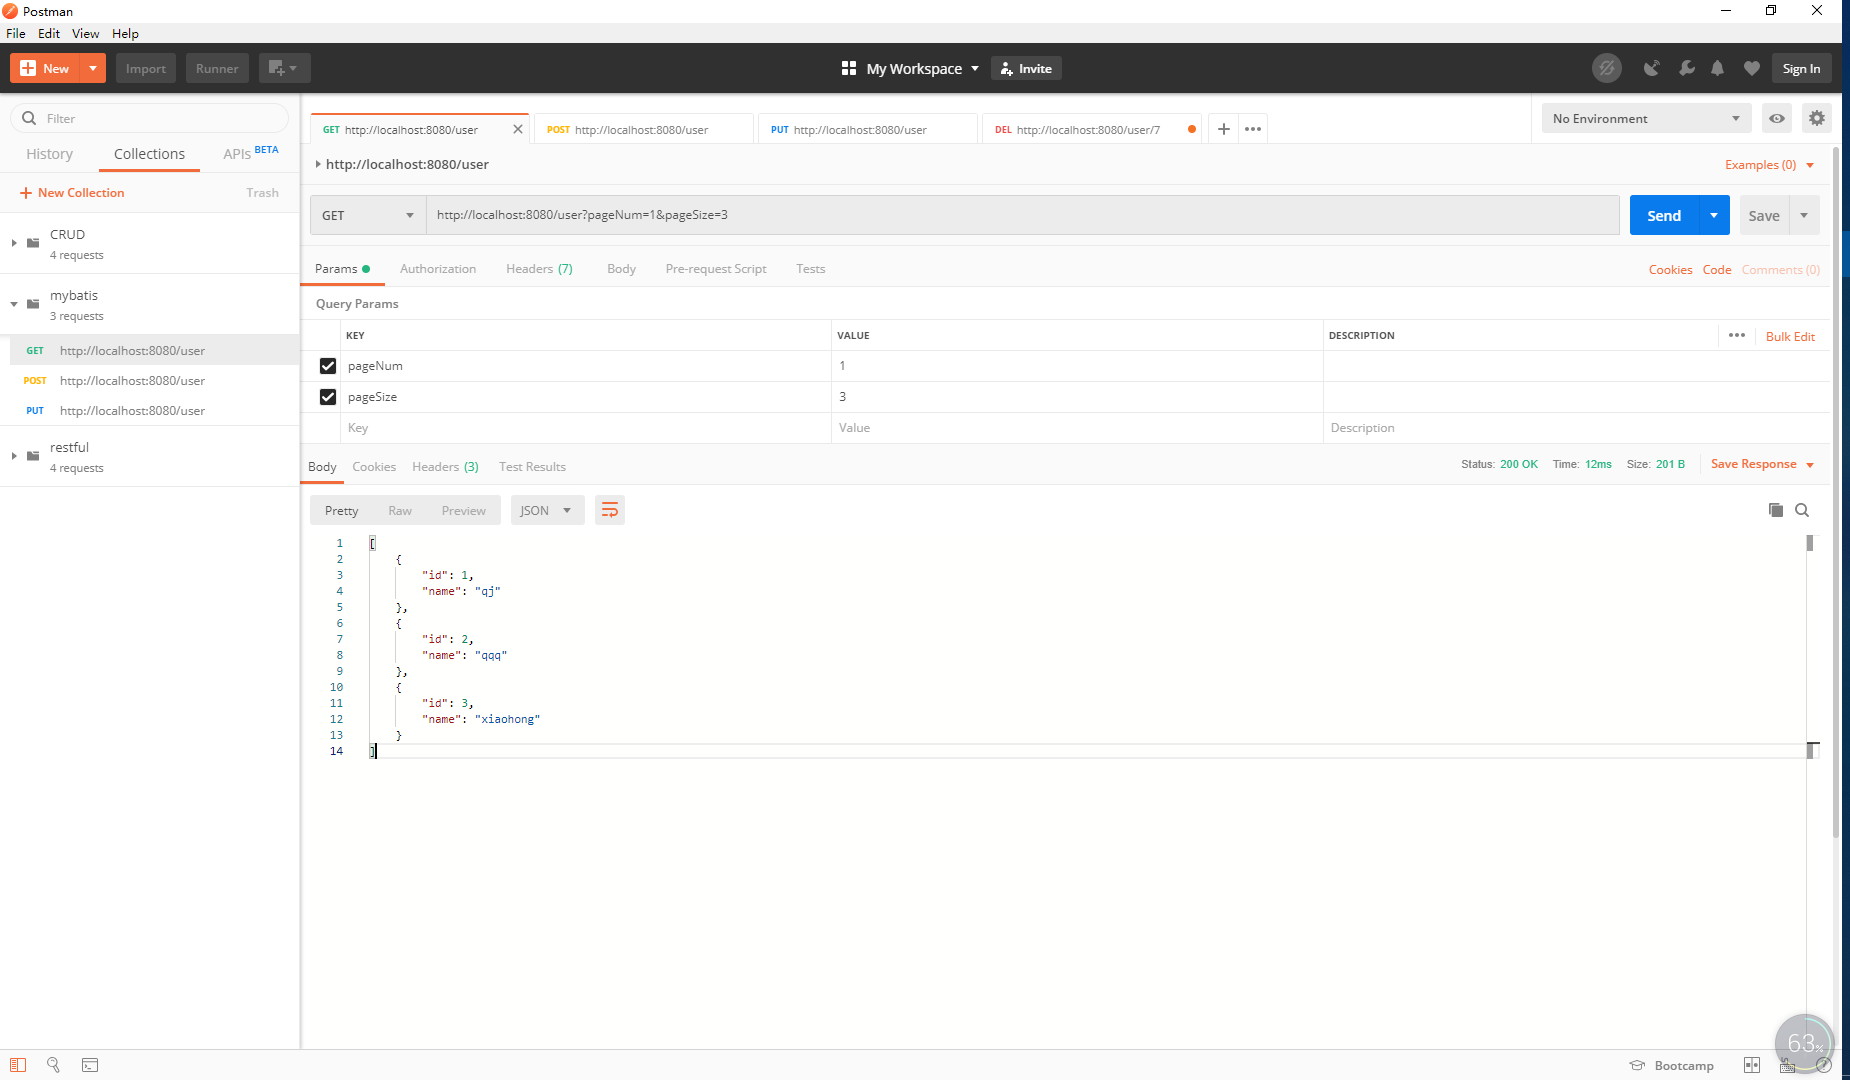 Postman
File Edit View Help
New Import Runner My Workspace Invite Sign In
Filter
History Collections APIs BETA
New Collection Trash
CRUD
4 requests
mybatis
3 requests
GET http://localhost:8080/user
POST http://localhost:8080/user
PUT http://localhost:8080/user
restful
4 requests
GET http://localhost:8080/user POST http://localhost:8080/user PUT http://localhost:8080/user DEL http://localhost:8080/user/7 No Environment
http://localhost:8080/user Examples (0)
GET http://localhost:8080/user?pageNum=1&pageSize=3 Send Save
Params Authorization Headers (7) Body Pre-request Script Tests Cookies Code Comments (0)
Query Params
KEY VALUE DESCRIPTION Bulk Edit
pageNum 1
pageSize 3
Key Value Description
Body Cookies Headers (3) Test Results Status: 200 OK Time: 12ms Size: 201 B Save Response
Pretty Raw Preview JSON
1 [
2 {
3 "id": 1,
4 "name": "qj"
5 },
6 {
7 "id": 2,
8 "name": "qqq"
9 },
10 {
11 "id": 3,
12 "name": "xiaohong"
13 }
14 ]
63%
Bootcamp